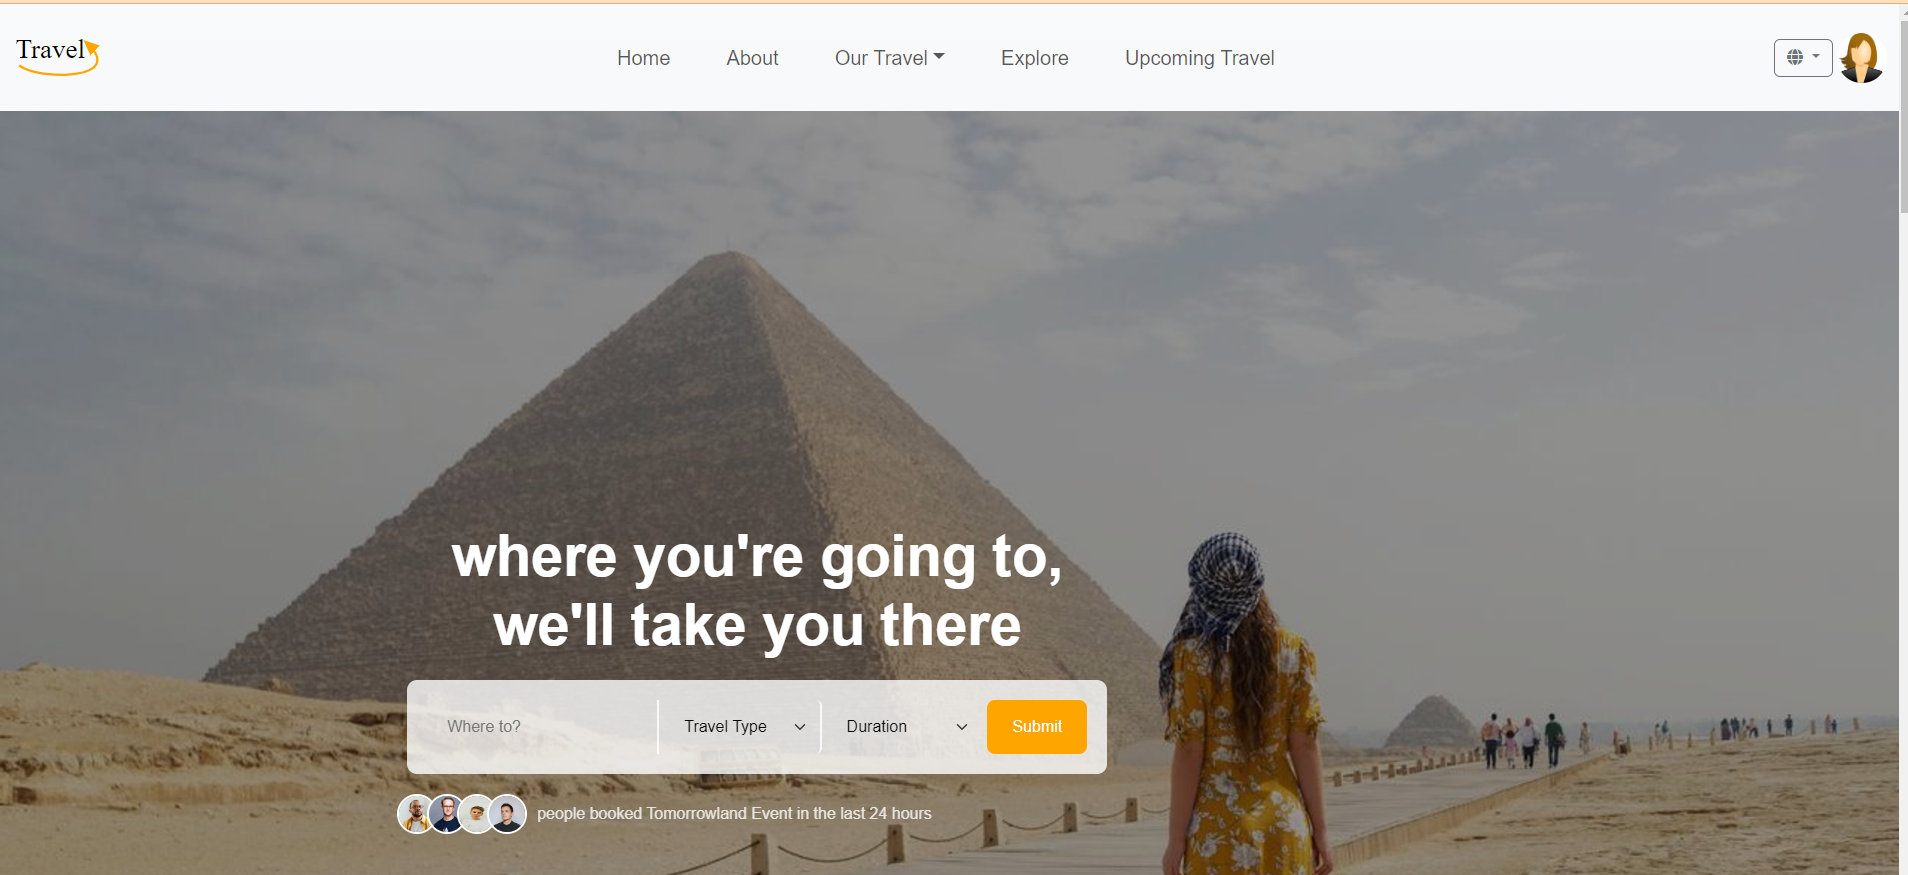 Travel
Home
About
Our Travel
Explore
Upcoming Travel
where you're going to,
we'll take you there
Where to?
Travel Type
Duration
Submit
people booked Tomorrowland Event in the last 24 hours